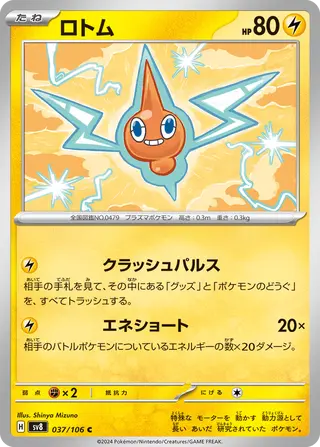 たね ロトム HP80
全国図鑑NO.0479 プラズマポケモン 高さ:0.3m 重さ:0.3kg
クラッシュパルス
相手の手札を見て、その中にある「グッズ」と「ポケモンのどうぐ」
を、すべてトラッシュする。
エネショート 20×
相手のバトルポケモンについているエネルギーの数×20ダメージ。
弱点 ×2 抵抗力 にげる
Illus. Shinya Mizuno
H sv8 037/106 C
特殊な モーターを 動かす 動力源として
長い あいだ 研究されていた ポケモン。
©2024 Pokémon/Nintendo/Creatures/GAME FREAK.